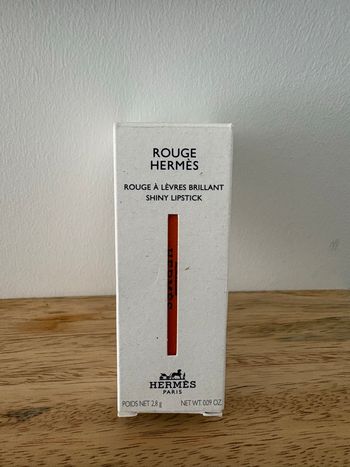 ROUGE
HERMÈS
ROUGE À LÈVRES BRILLANT
SHINY LIPSTICK
HERMÈS
PARIS
POIDS NET 2,8 g NET WT. 0.09 OZ.